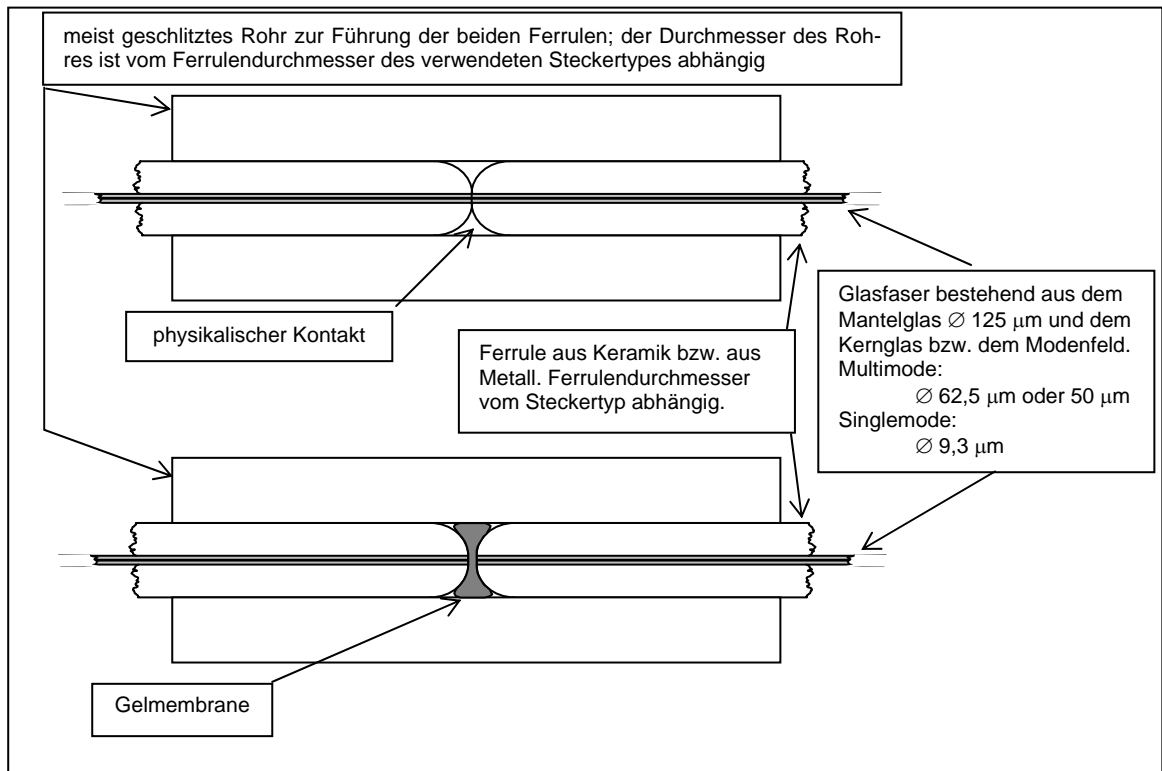 meist geschlitztes Rohr zur Führung der beiden Ferrulen; der Durchmesser des Roh-
res ist vom Ferrulendurchmesser des verwendeten Steckertypes abhängig
physikalischer Kontakt
Ferrule aus Keramik bzw. aus
Metall. Ferrulendurchmesser
vom Steckertyp abhängig.
Glasfaser bestehend aus dem
Mantelglas ∅ 125 μm und dem
Kernglas bzw. dem Modenfeld.
Multimode:
∅ 62,5 μm oder 50 μm
Singlemode:
∅ 9,3 μm
Gelmembrane